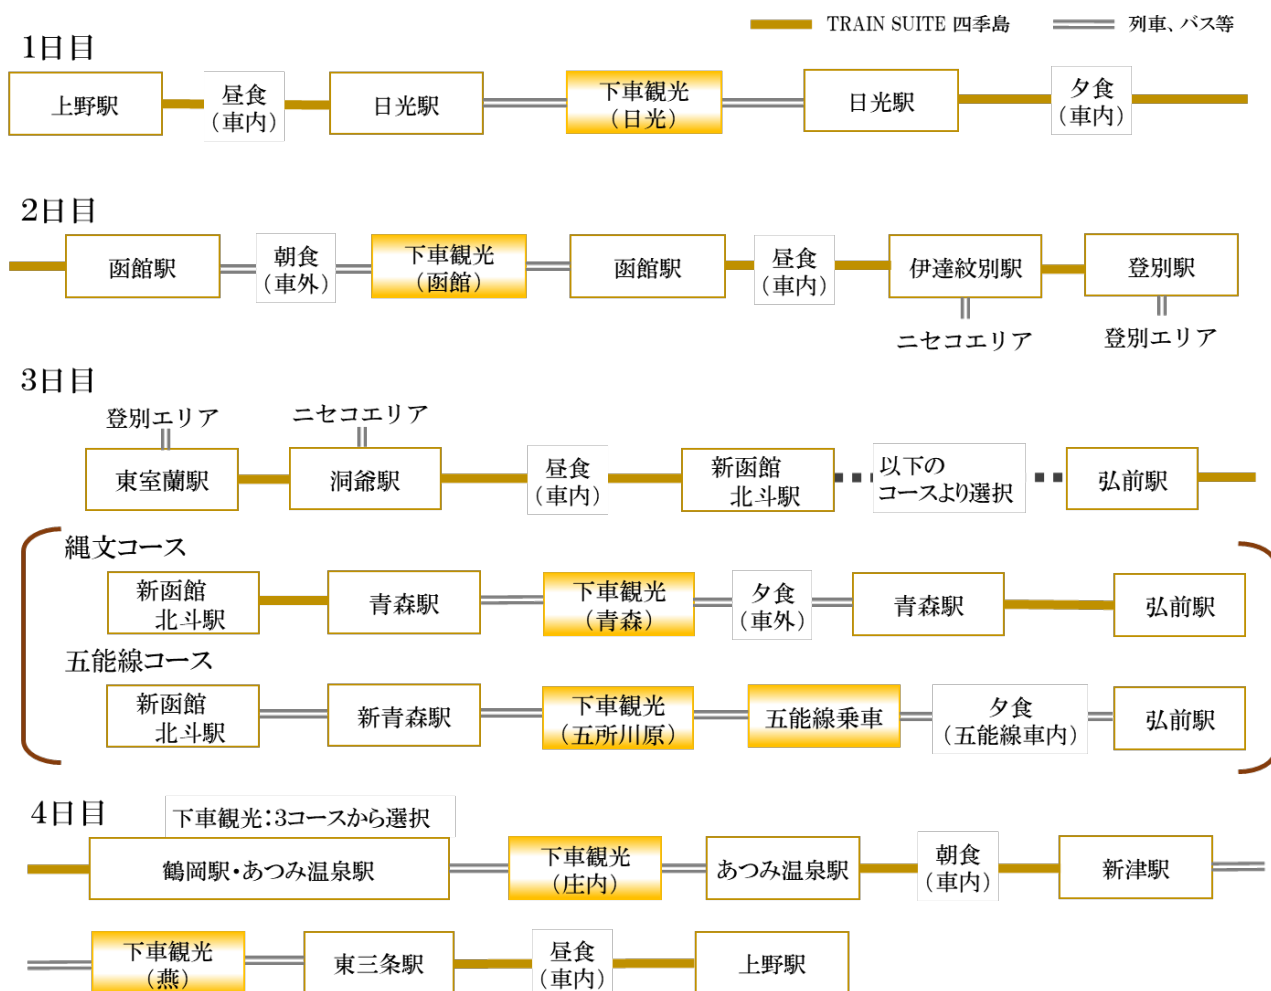 TRAIN SUITE 四季島
列車、バス等
1日目
上野駅
昼食
（車内）
日光駅
下車観光
（日光）
日光駅
夕食
（車内）
2日目
函館駅
朝食
（車外）
下車観光
（函館）
函館駅
昼食
（車内）
伊達紋別駅
登別駅
ニセコエリア
登別エリア
3日目
登別エリア
ニセコエリア
東室蘭駅
洞爺駅
昼食
（車内）
新函館
北斗駅
以下の
コースより選択
弘前駅
縄文コース
新函館
北斗駅
青森駅
下車観光
（青森）
夕食
（車外）
青森駅
弘前駅
五能線コース
新函館
北斗駅
新青森駅
下車観光
（五所川原）
五能線乗車
夕食
（五能線車内）
弘前駅
4日目
下車観光：3コースから選択
鶴岡駅・あつみ温泉駅
下車観光
（庄内）
あつみ温泉駅
朝食
（車内）
新津駅
下車観光
（燕）
東三条駅
昼食
（車内）
上野駅